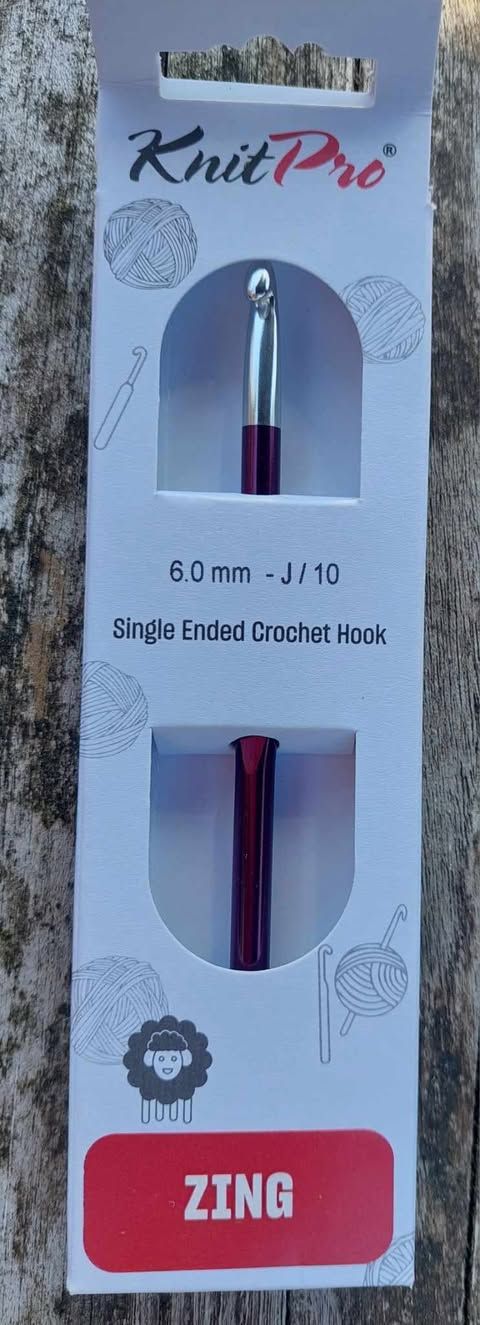 KnitPro®
6.0 mm - J / 10
Single Ended Crochet Hook
ZING